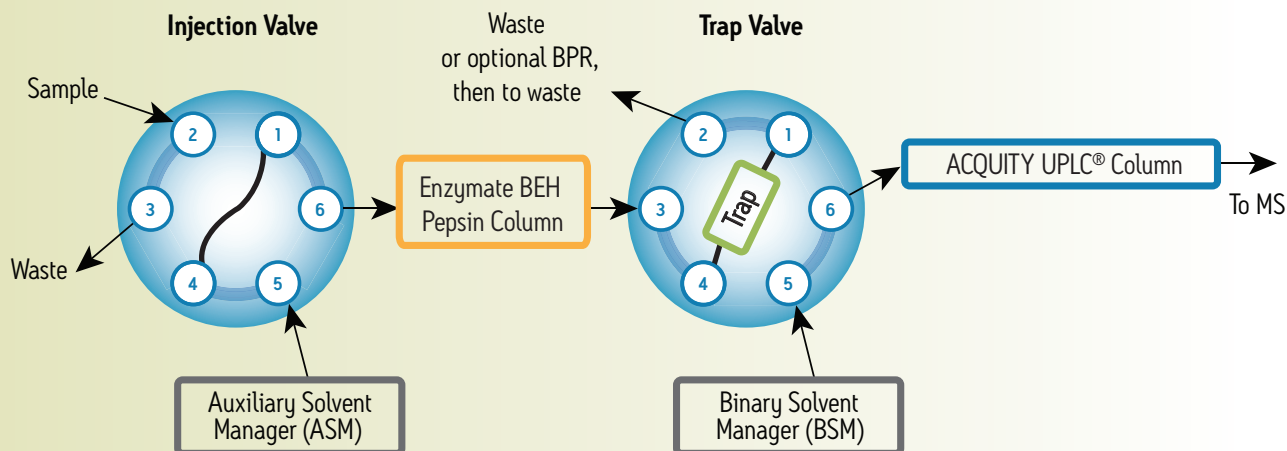 Injection Valve
Sample
2
1
3
6
4
5
Waste
Auxiliary Solvent
Manager (ASM)
Enzymate BEH
Pepsin Column
Waste
or optional BPR,
then to waste
Trap Valve
2
1
3
Trap
6
4
5
Binary Solvent
Manager (BSM)
ACQUITY UPLC® Column
To MS